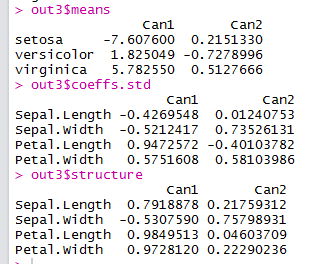 > out3$means
Can1 Can2
setosa -7.607600 0.2151330
versicolor 1.825049 -0.7278996
virginica 5.782550 0.5127666
> out3$coeffs.std
Can1 Can2
Sepal.Length -0.4269548 0.01240753
Sepal.Width -0.5212417 0.73526131
Petal.Length 0.9472572 -0.40103782
Petal.Width 0.5751608 0.58103986
> out3$structure
Can1 Can2
Sepal.Length 0.7918878 0.21759312
Sepal.Width -0.5307590 0.75798931
Petal.Length 0.9849513 0.04603709
Petal.Width 0.9728120 0.22290236